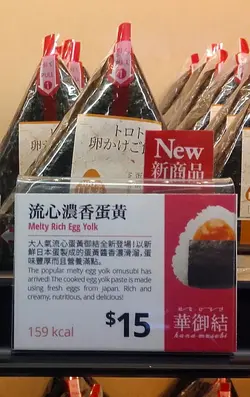 PULL
PULL
トロト
卵かけご
New
新商品
流心濃香蛋黃
Melty Rich Egg Yolk
大人氣流心蛋黃御結全新登場!以新
鮮日本蛋製成的蛋黃醬香濃滑溜,蛋
味豐厚而且營養滿點。
The popular melty egg yolk omusubi has
arrived! The cooked egg yolk paste is made
using fresh eggs from japan. Rich and
creamy, nutritious, and delicious!
159 kcal
$15
華御結
hana musubi